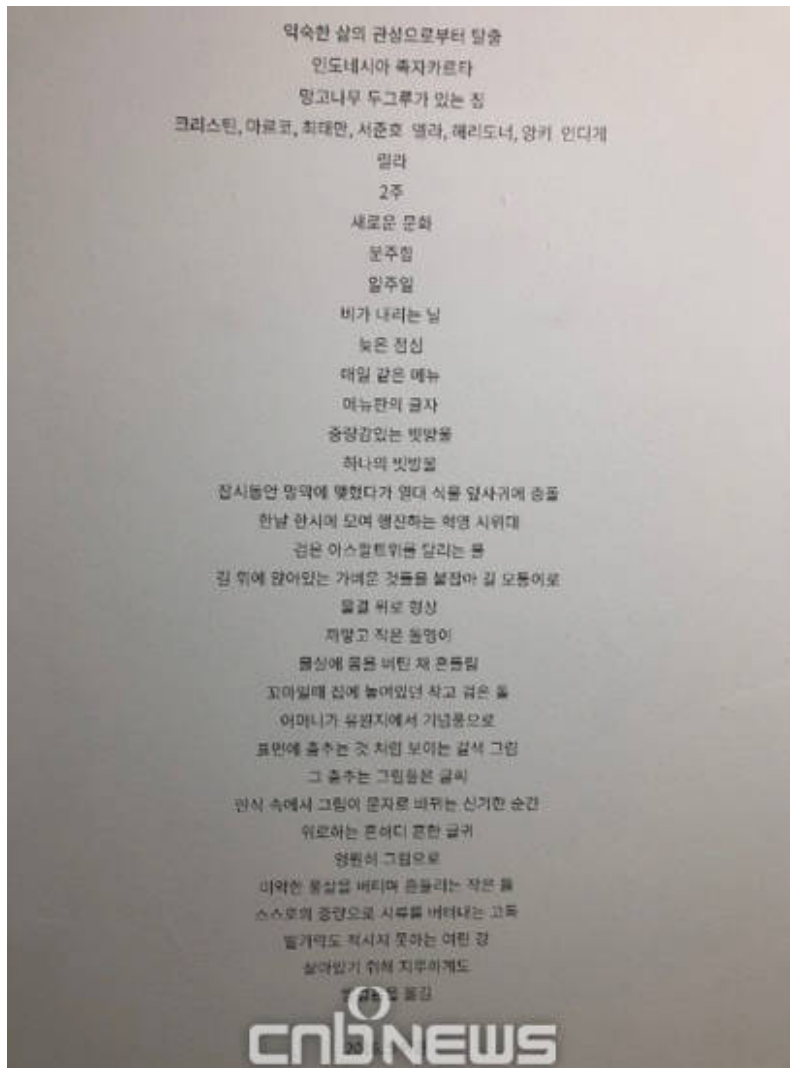 익숙한 삶의 관성으로부터 탈출
인도네시아 족자카르타
망고나무 두그루가 있는 집
크리스틴, 마르코, 최태만, 서준호 엘라, 헤리도너, 앙키 인디게
릴라
2주
새로운 문화
분주함
일주일
비가 내리는 날
늦은 점심
매일 같은 메뉴
메뉴판의 글자
중량감있는 빗방울
하나의 빗방울
잠시동안 망막에 맺혔다가 열대 식물 잎사귀에 충돌
한날 한시에 모여 행진하는 혁명 시위대
검은 아스팔트위를 달리는 물
길 위에 앉아있는 가벼운 것들을 붙잡아 길 모퉁이로
물결 위로 형상
까맣고 작은 돌멩이
물살에 몸을 버틴 채 흔들림
꼬마일때 집에 놓여있던 작고 검은 돌
어머니가 유원지에서 기념품으로
표면에 춤추는 것 처럼 보이는 갈색 그림
그 춤추는 그림들은 글씨
인식 속에서 그림이 문자로 바뀌는 신기한 순간
위로하는 흔하디 흔한 글귀
영원히 그림으로
미약한 물살을 버티며 흔들리는 작은 돌
스스로의 중량으로 시류를 버텨내는 고독
발가락도 적시지 못하는 여린 강
살아있기 위해 지루하게도
옮김
CNBNEWS